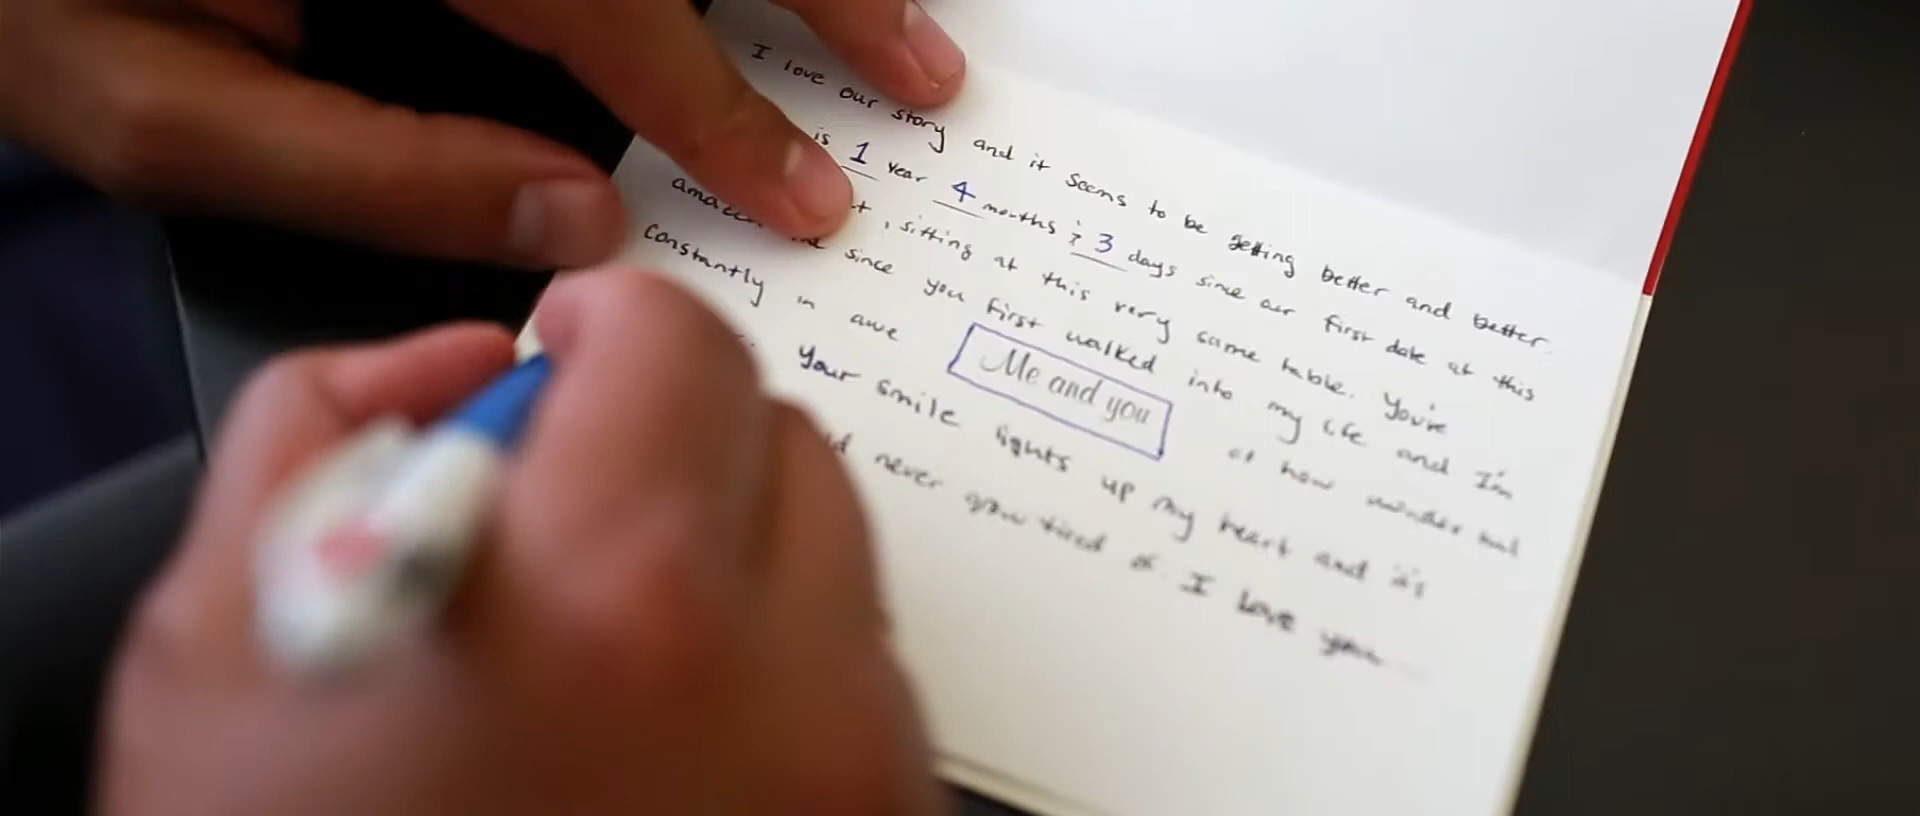 I love our story and it seems to be getting better and better.
is 1 year 4 months & 3 days since our first date at this
, sitting at this very same table. You're
since you first walked into my life and I'm
constantly in awe Me and you at how
Your smile lights up my heart and it's
never grow tired of. I love you